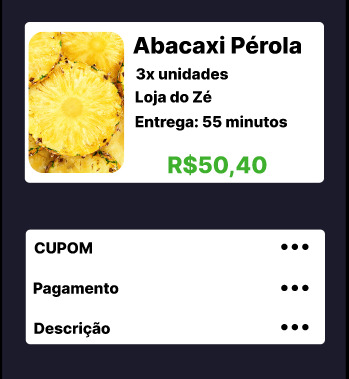 Abacaxi Pérola
3x unidades
Loja do Zé
Entrega: 55 minutos
R$50,40
CUPOM •••
Pagamento •••
Descrição •••